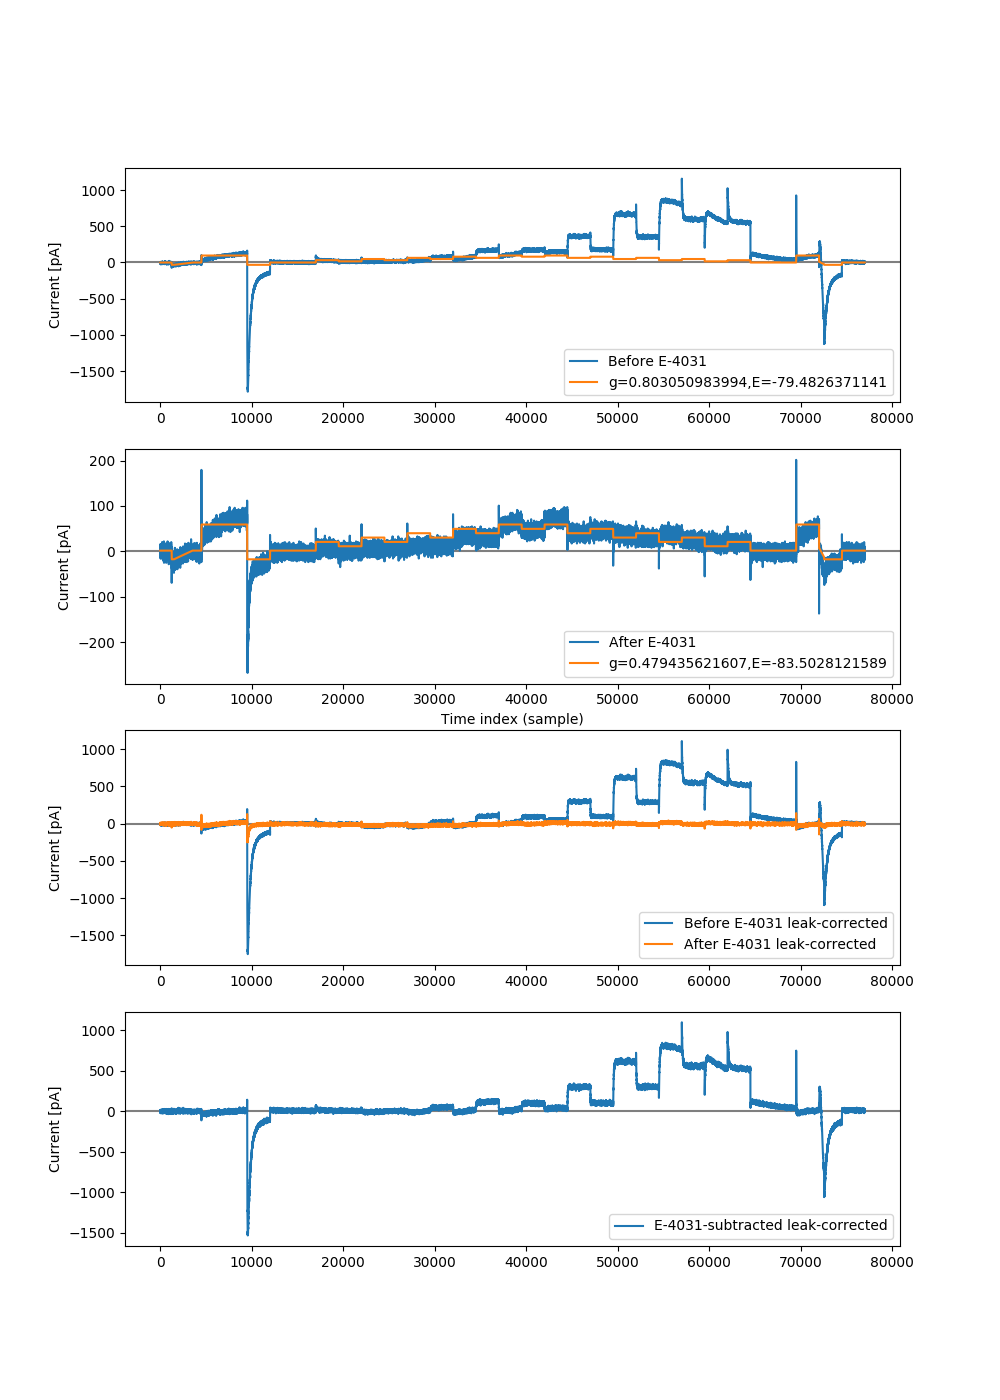 1000
500
0
−500
−1000
−1500
Current [pA]
Before E-4031
g=0.803050983994,E=-79.4826371141
0 10000 20000 30000 40000 50000 60000 70000 80000
200
100
0
−100
−200
Current [pA]
After E-4031
g=0.479435621607,E=-83.5028121589
0 10000 20000 30000 40000 50000 60000 70000 80000
Time index (sample)
1000
500
0
−500
−1000
−1500
Current [pA]
Before E-4031 leak-corrected
After E-4031 leak-corrected
0 10000 20000 30000 40000 50000 60000 70000 80000
1000
500
0
−500
−1000
−1500
Current [pA]
E-4031-subtracted leak-corrected
0 10000 20000 30000 40000 50000 60000 70000 80000